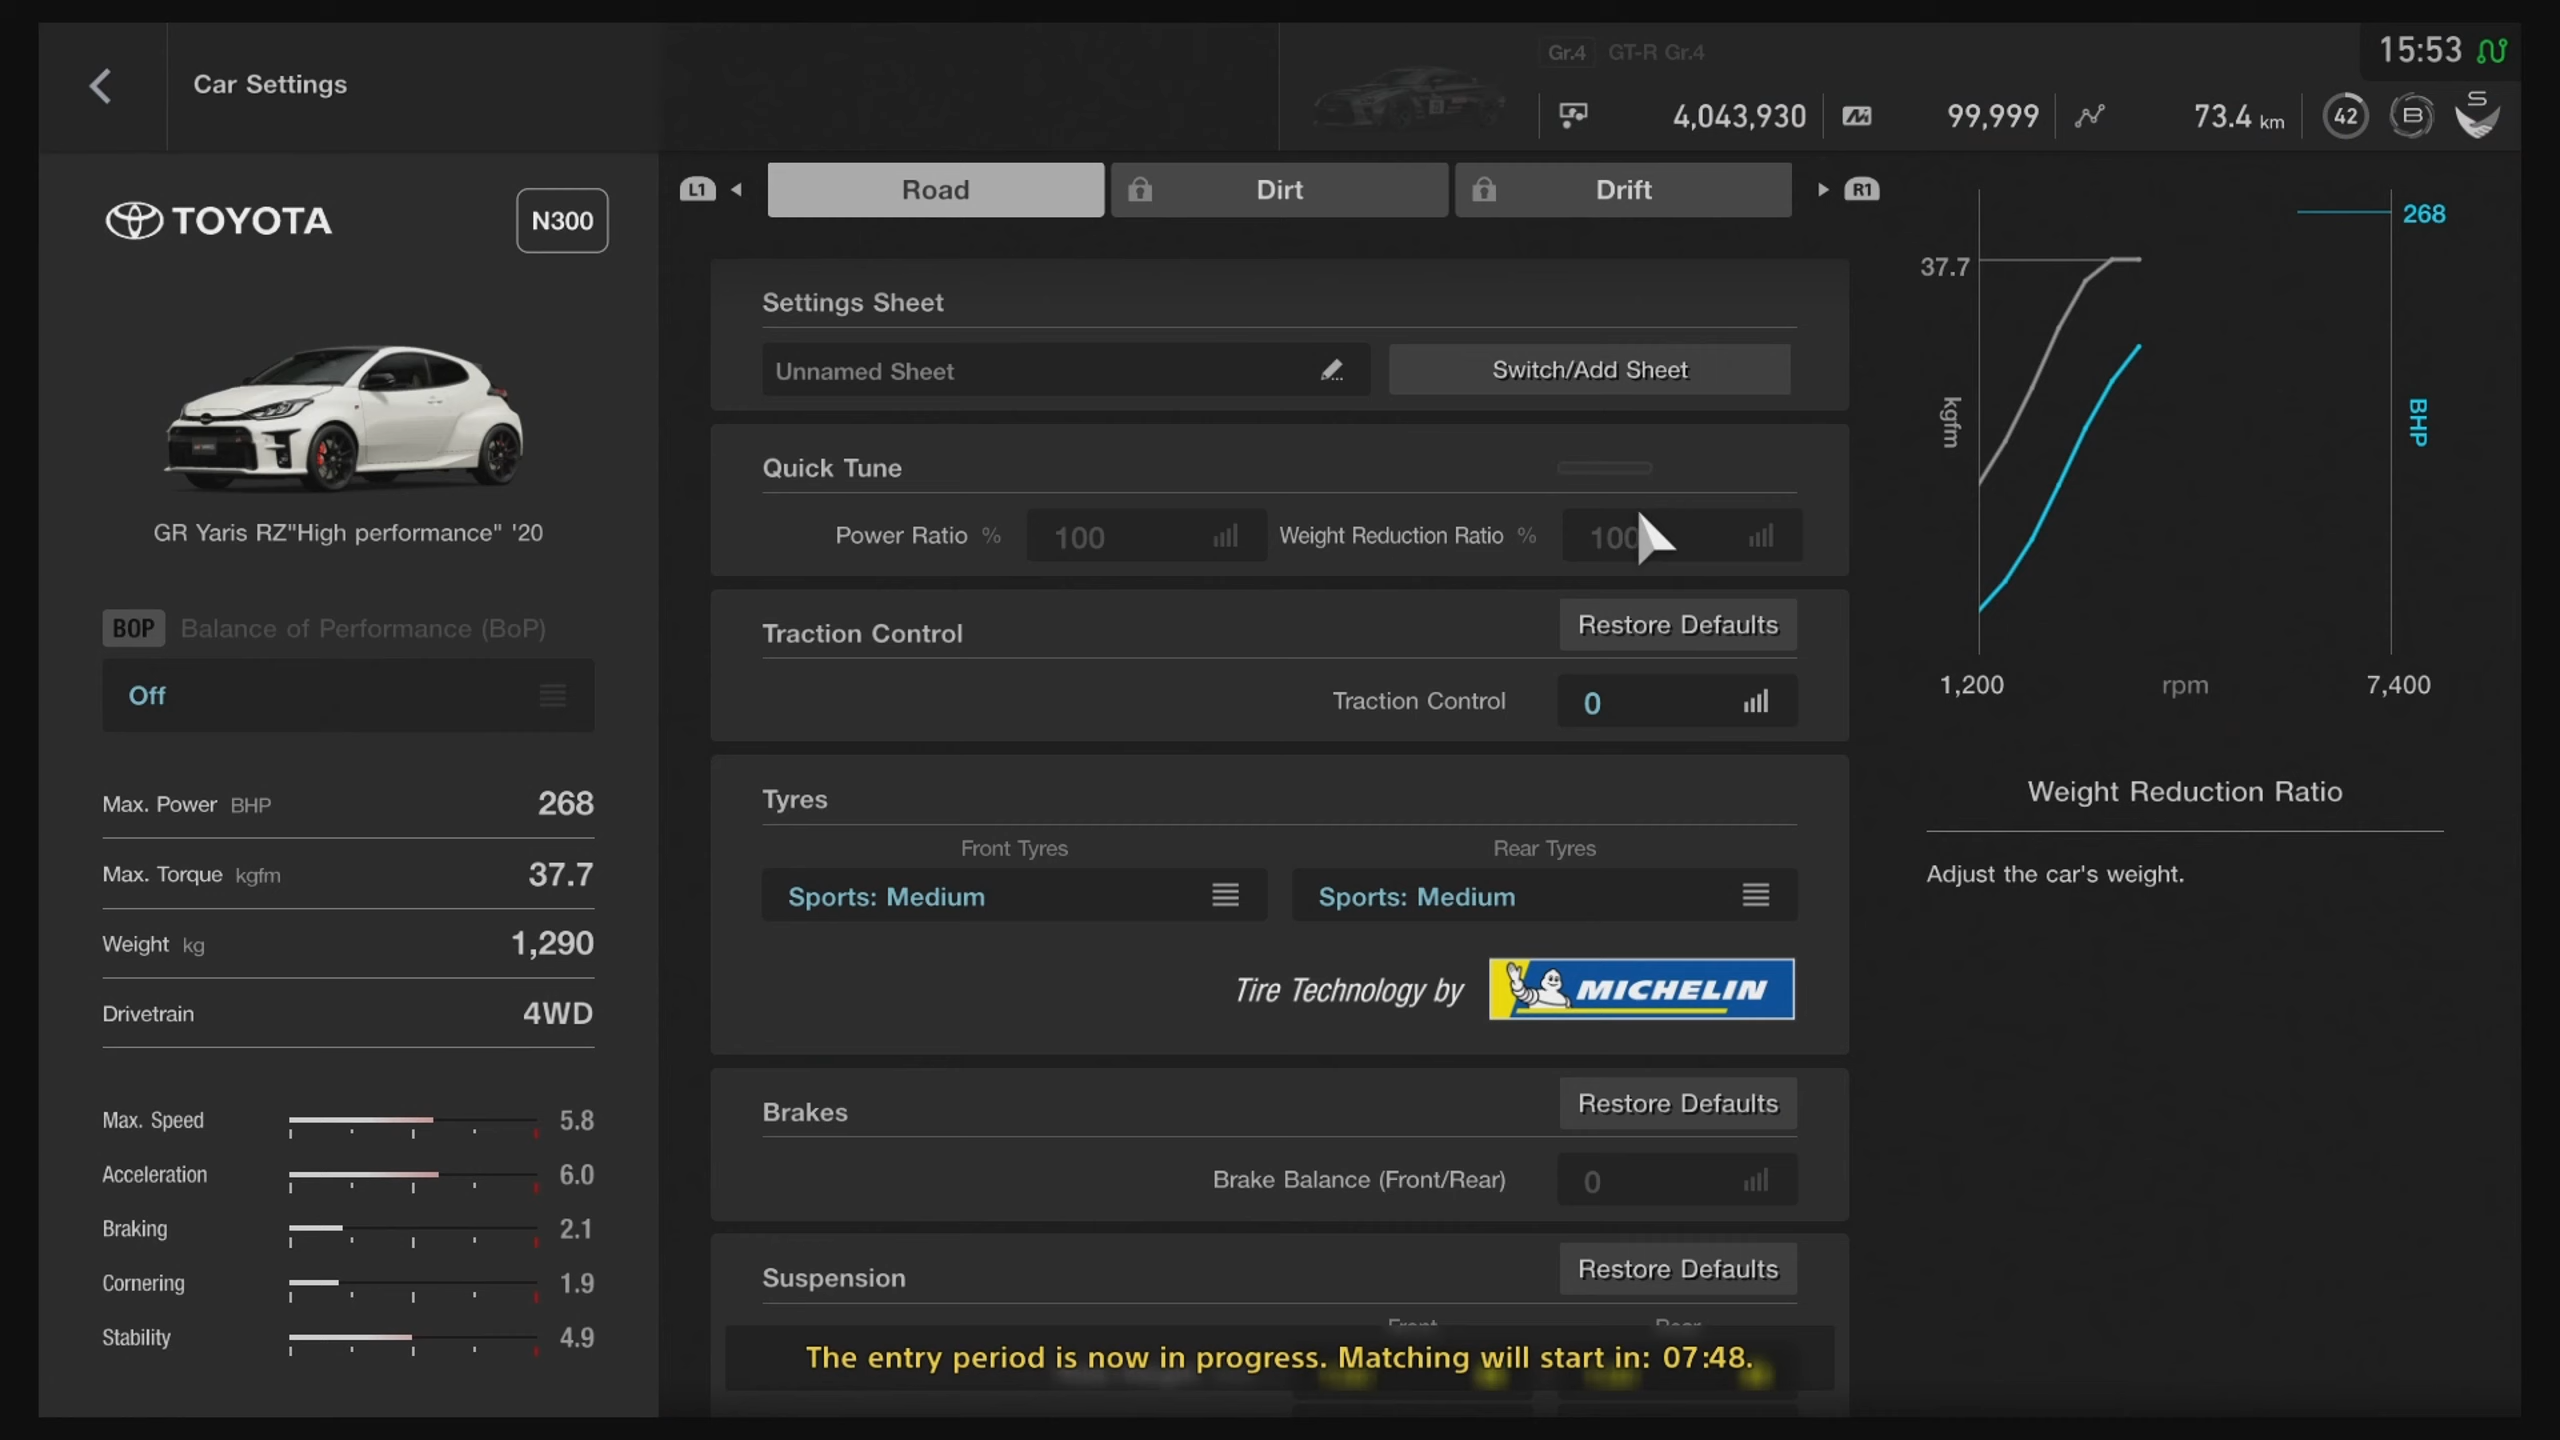 Car Settings
Gr.4 GT-R Gr.4
15:53
4,043,930
99,999
73.4 km
42
B
S
TOYOTA
N300
GR Yaris RZ"High performance" '20
BOP Balance of Performance (BoP)
Off
Max. Power BHP 268
Max. Torque kgfm 37.7
Weight kg 1,290
Drivetrain 4WD
Max. Speed 5.8
Acceleration 6.0
Braking 2.1
Cornering 1.9
Stability 4.9
L1 Road Dirt Drift R1
Settings Sheet
Unnamed Sheet
Switch/Add Sheet
Quick Tune
Power Ratio % 100 Weight Reduction Ratio % 100
Traction Control Restore Defaults
Traction Control 0
Tyres
Front Tyres Rear Tyres
Sports: Medium Sports: Medium
Tire Technology by MICHELIN
Brakes Restore Defaults
Brake Balance (Front/Rear) 0
Suspension Restore Defaults
Front Rear
The entry period is now in progress. Matching will start in: 07:48.
268
37.7
kgfm
BHP
1,200 rpm 7,400
Weight Reduction Ratio
Adjust the car's weight.